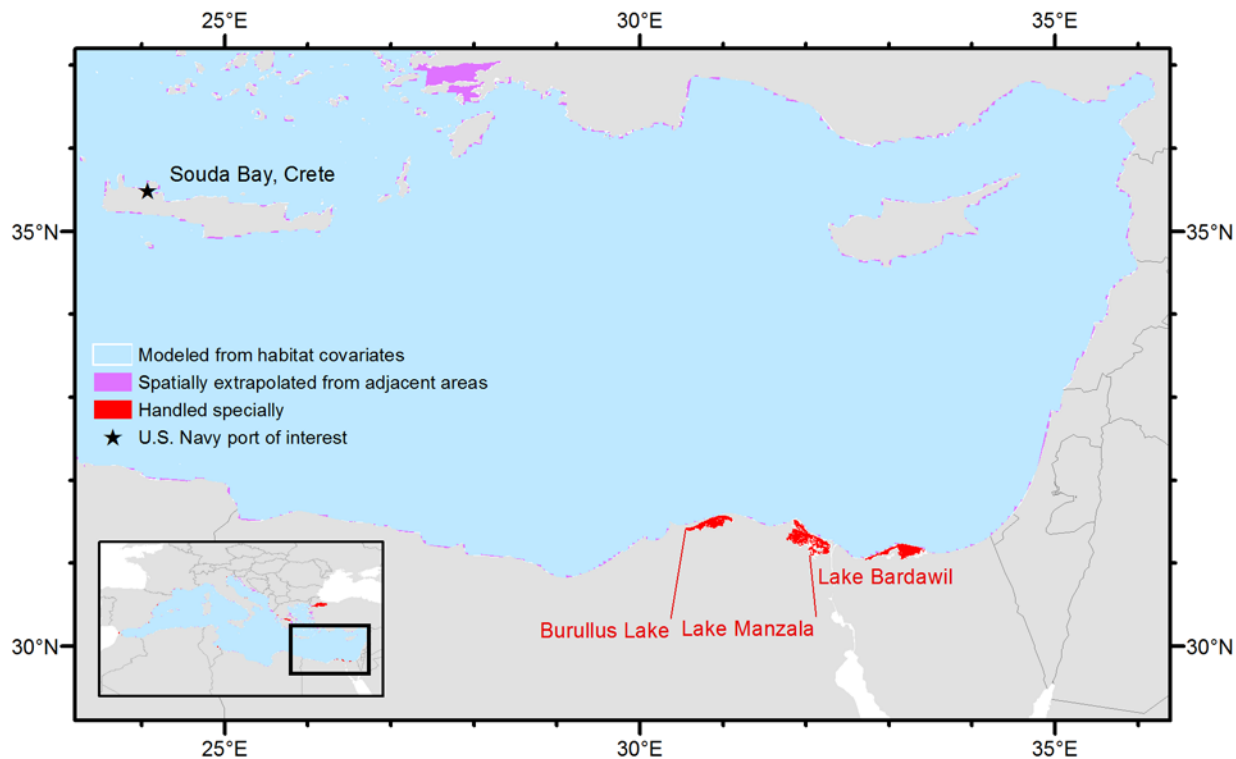 25°E 30°E 35°E
Souda Bay, Crete
35°N 35°N
Modeled from habitat covariates
Spatially extrapolated from adjacent areas
Handled specially
U.S. Navy port of interest
Lake Bardawil
Burullus Lake Lake Manzala
30°N 30°N
25°E 30°E 35°E